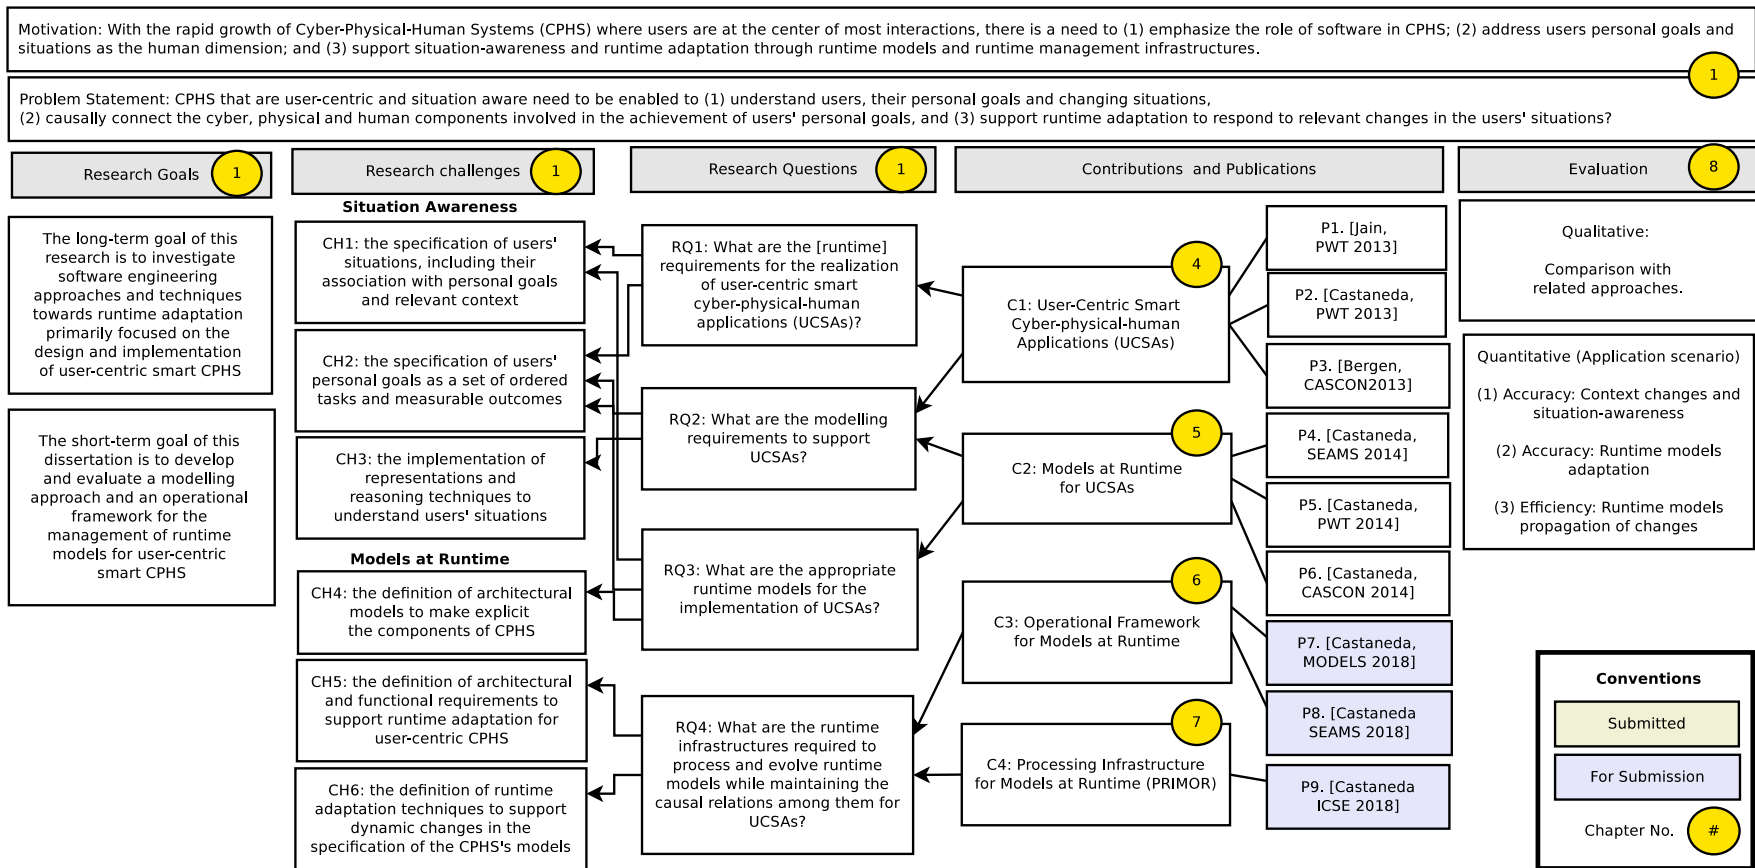 Motivation: With the rapid growth of Cyber-Physical-Human Systems (CPHS) where users are at the center of most interactions, there is a need to (1) emphasize the role of software in CPHS; (2) address users personal goals and
situations as the human dimension; and (3) support situation-awareness and runtime adaptation through runtime models and runtime management infrastructures.
1
Problem Statement: CPHS that are user-centric and situation aware need to be enabled to (1) understand users, their personal goals and changing situations,
(2) causally connect the cyber, physical and human components involved in the achievement of users' personal goals, and (3) support runtime adaptation to respond to relevant changes in the users' situations?
Research Goals
1
The long-term goal of this
research is to investigate
software engineering
approaches and techniques
towards runtime adaptation
primarily focused on the
design and implementation
of user-centric smart CPHS
The short-term goal of this
dissertation is to develop
and evaluate a modelling
approach and an operational
framework for the
management of runtime
models for user-centric
smart CPHS
Research challenges
1
Situation Awareness
CH1: the specification of users'
situations, including their
association with personal goals
and relevant context
CH2: the specification of users'
personal goals as a set of ordered
tasks and measurable outcomes
CH3: the implementation of
representations and
reasoning techniques to
understand users' situations
Models at Runtime
CH4: the definition of architectural
models to make explicit
the components of CPHS
CH5: the definition of architectural
and functional requirements to
support runtime adaptation for
user-centric CPHS
CH6: the definition of runtime
adaptation techniques to support
dynamic changes in the
specification of the CPHS's models
Research Questions
1
RQ1: What are the [runtime]
requirements for the realization
of user-centric smart
cyber-physical-human
applications (UCSAs)?
RQ2: What are the modelling
requirements to support
UCSAs?
RQ3: What are the appropriate
runtime models for the
implementation of UCSAs?
RQ4: What are the runtime
infrastructures required to
process and evolve runtime
models while maintaining the
causal relations among them for
UCSAs?
Contributions and Publications
4
C1: User-Centric Smart
Cyber-physical-human
Applications (UCSAs)
5
C2: Models at Runtime
for UCSAs
6
C3: Operational Framework
for Models at Runtime
7
C4: Processing Infrastructure
for Models at Runtime (PRIMOR)
P1. [Jain,
PWT 2013]
P2. [Castaneda,
PWT 2013]
P3. [Bergen,
CASCON2013]
P4. [Castaneda,
SEAMS 2014]
P5. [Castaneda,
PWT 2014]
P6. [Castaneda,
CASCON 2014]
P7. [Castaneda,
MODELS 2018]
P8. [Castaneda
SEAMS 2018]
P9. [Castaneda
ICSE 2018]
Evaluation
8
Qualitative:
Comparison with
related approaches.
Quantitative (Application scenario)
(1) Accuracy: Context changes and
situation-awareness
(2) Accuracy: Runtime models
adaptation
(3) Efficiency: Runtime models
propagation of changes
Conventions
Submitted
For Submission
Chapter No.
#